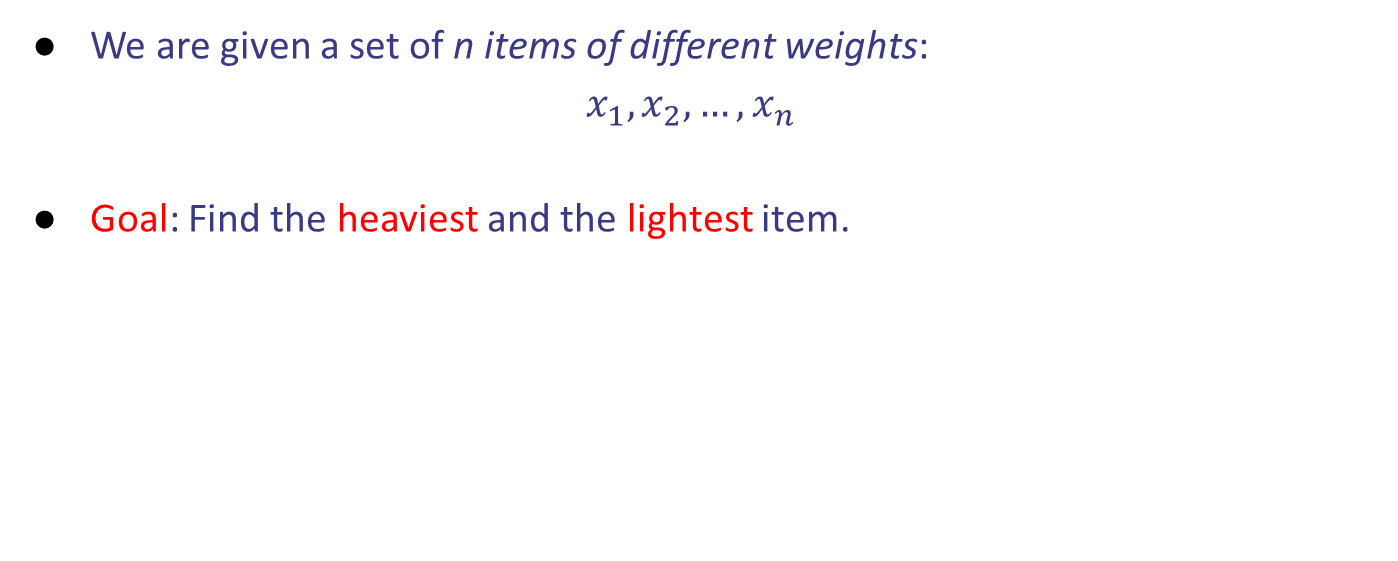 ● We are given a set of n items of different weights:
x₁, x₂, … , xₙ
● Goal: Find the heaviest and the lightest item.